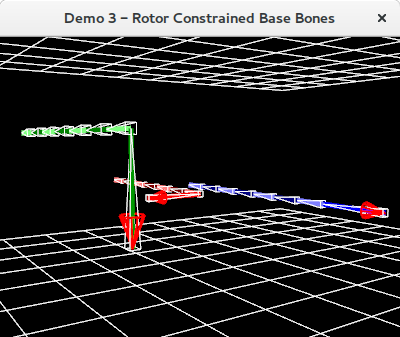 Demo 3 – Rotor Constrained Base Bones